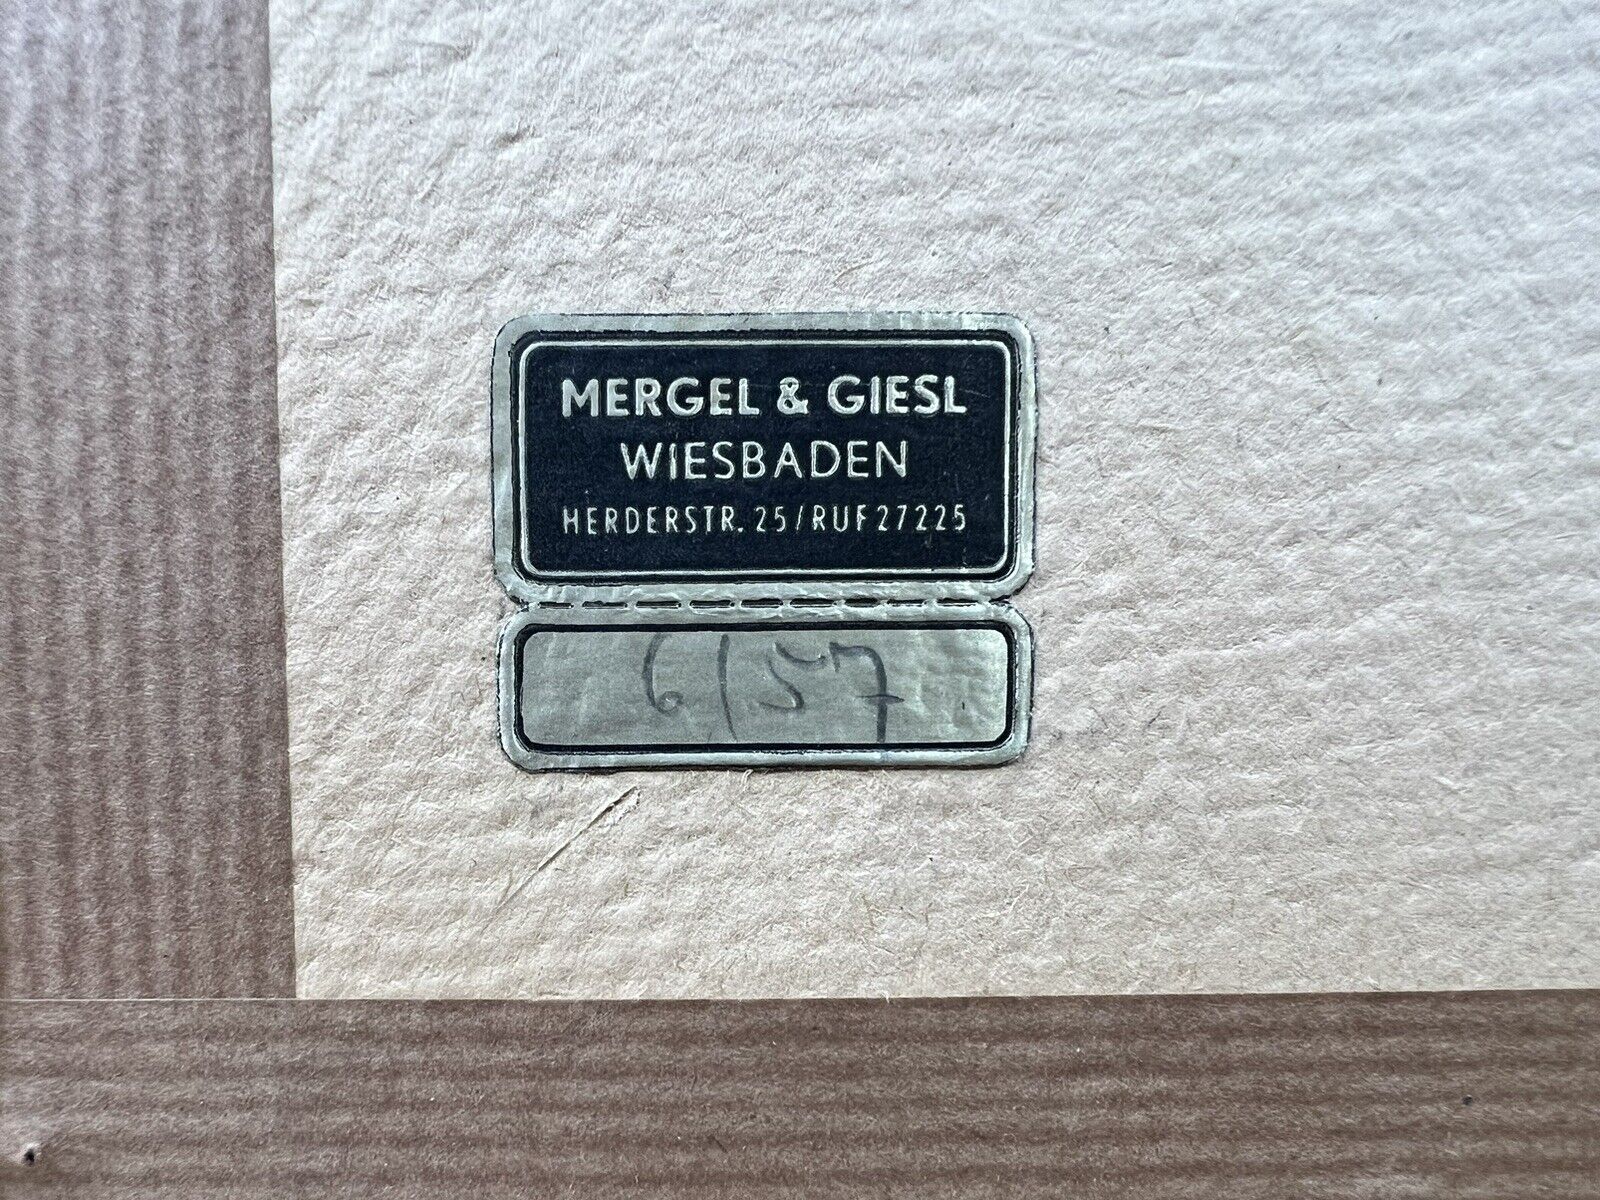 MERGEL & GIESL
WIESBADEN
HERDERSTR. 25/RUF 27225
6/57